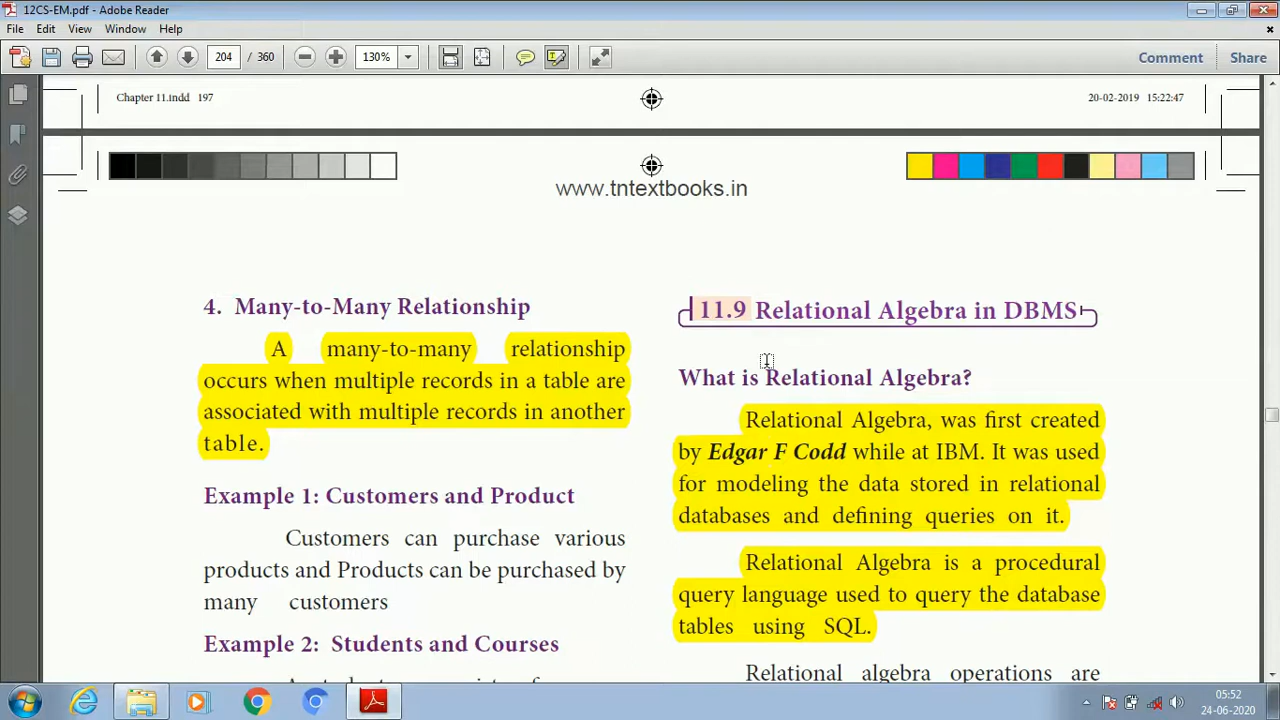 12CS-EM.pdf - Adobe Reader
File Edit View Window Help
204 / 360 130% Comment Share
Chapter 11.indd 197 20-02-2019 15:22:47
www.tntextbooks.in
4. Many-to-Many Relationship
A many-to-many relationship
occurs when multiple records in a table are
associated with multiple records in another
table.
Example 1: Customers and Product
Customers can purchase various
products and Products can be purchased by
many customers
Example 2: Students and Courses
11.9 Relational Algebra in DBMS
What is Relational Algebra?
Relational Algebra, was first created
by Edgar F Codd while at IBM. It was used
for modeling the data stored in relational
databases and defining queries on it.
Relational Algebra is a procedural
query language used to query the database
tables using SQL.
Relational algebra operations are
05:52
24-06-2020